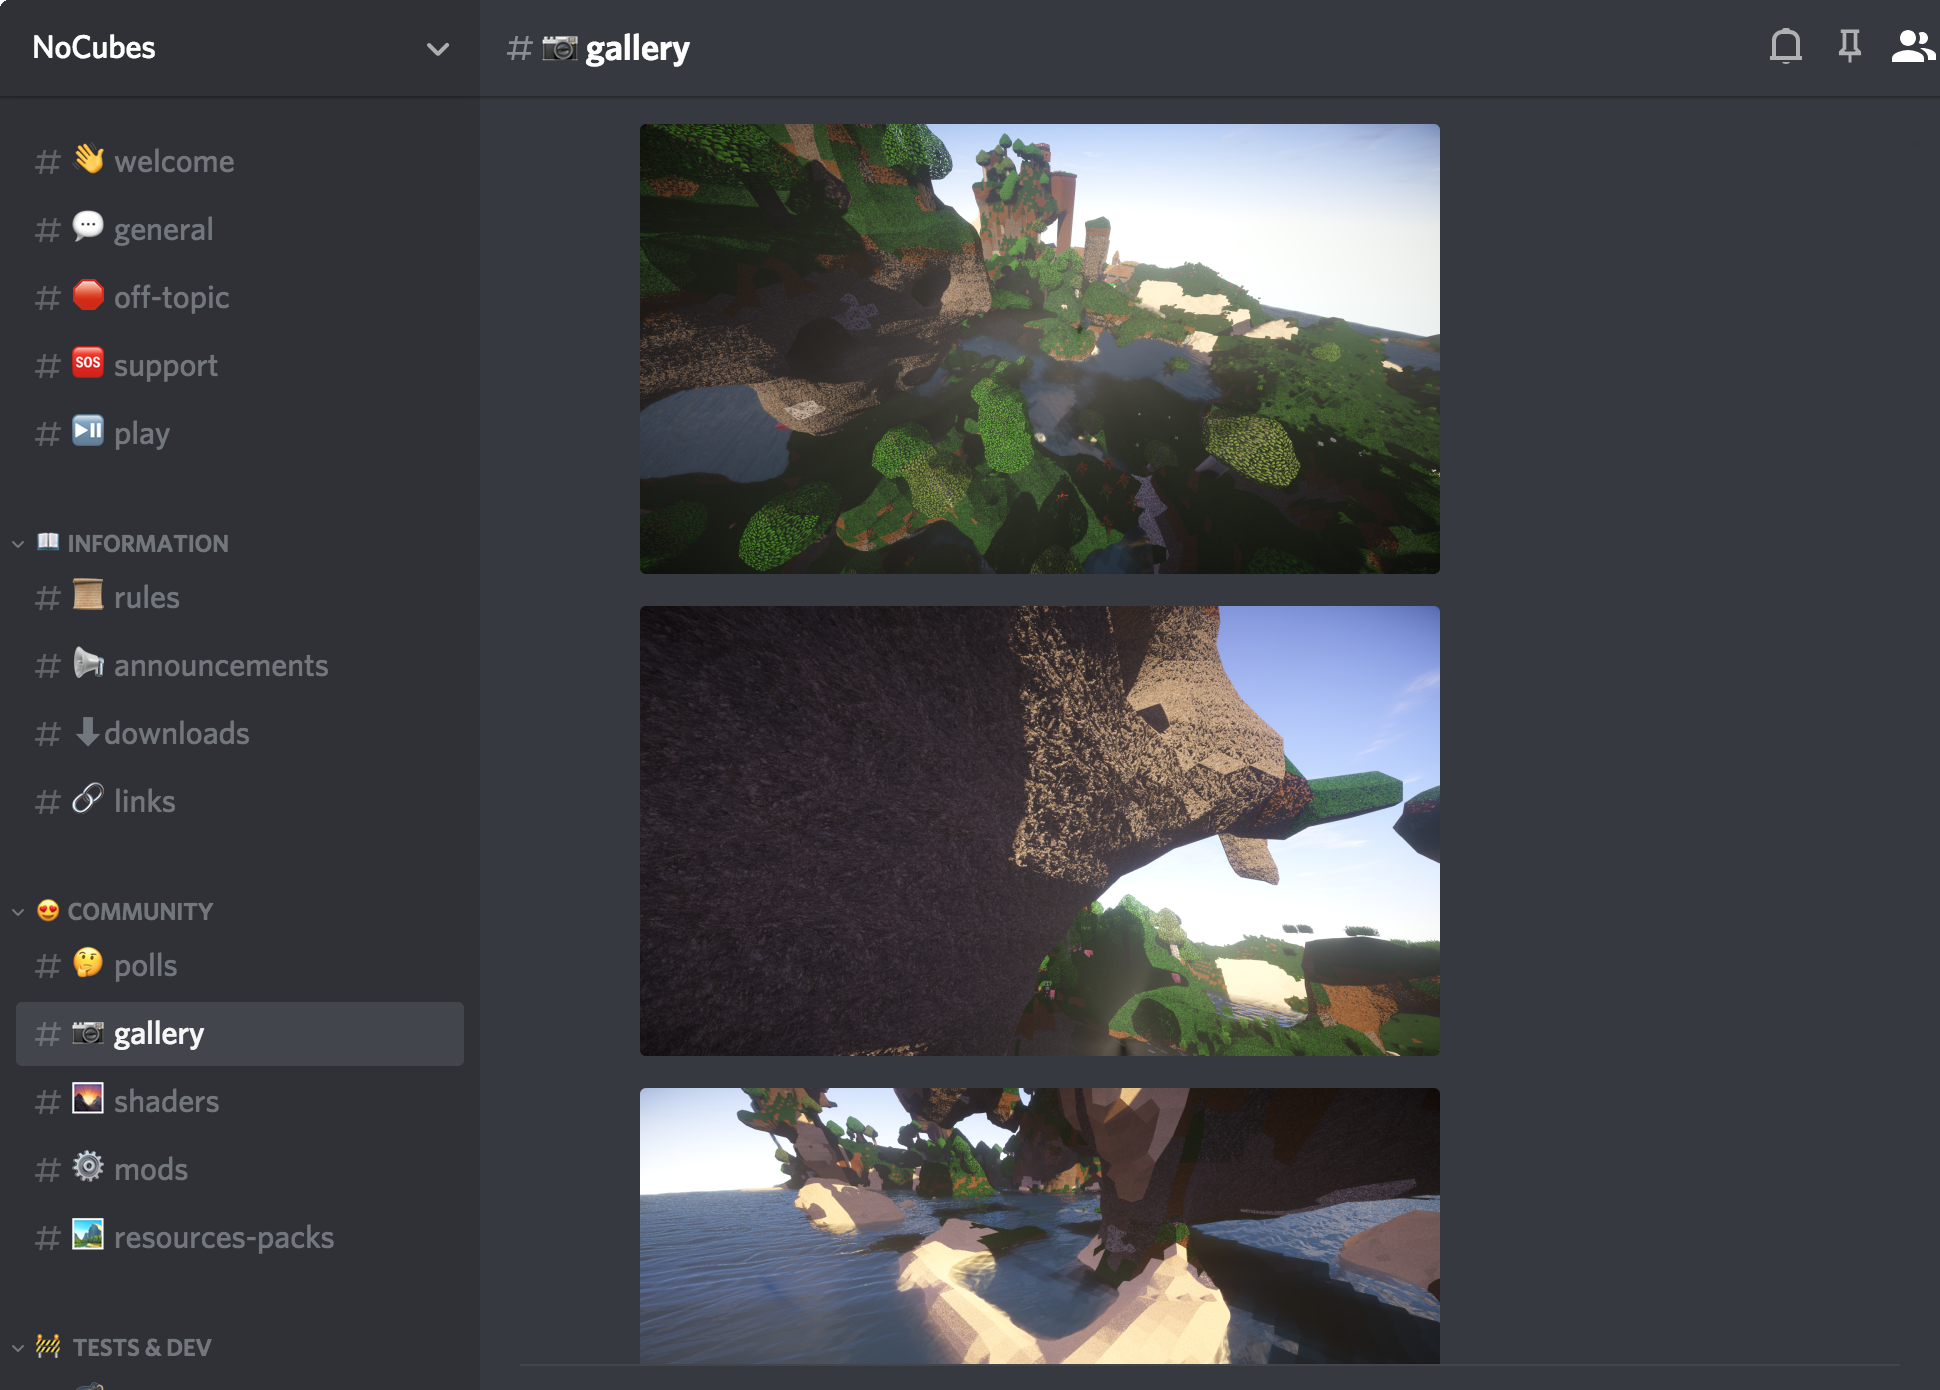 NoCubes
# 📷 gallery
# 👋 welcome
# 💬 general
# 🛑 off-topic
# 🆘 support
# ⏯ play
📖 INFORMATION
# 📜 rules
# 📢 announcements
# ⬇downloads
# 🔗 links
😍 COMMUNITY
# 🤔 polls
# 📷 gallery
# 🌄 shaders
# ⚙ mods
# 🏞 resources-packs
🚧 TESTS & DEV